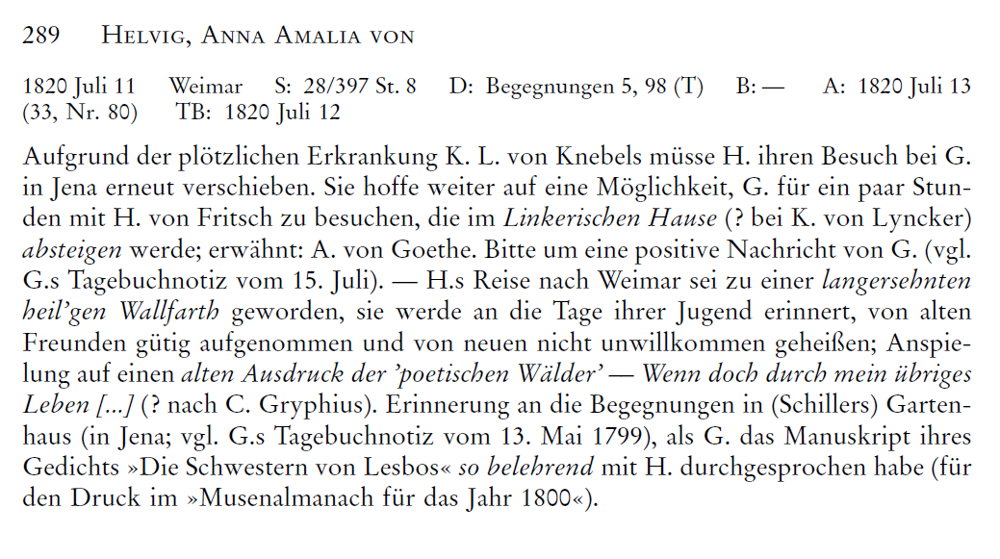 289 HELVIG, ANNA AMALIA VON
1820 Juli 11 Weimar S: 28/397 St. 8 D: Begegnungen 5, 98 (T) B: — A: 1820 Juli 13
(33, Nr. 80) TB: 1820 Juli 12
Aufgrund der plötzlichen Erkrankung K. L. von Knebels müsse H. ihren Besuch bei G.
in Jena erneut verschieben. Sie hoffe weiter auf eine Möglichkeit, G. für ein paar Stun-
den mit H. von Fritsch zu besuchen, die im Linkerischen Hause (? bei K. von Lyncker)
absteigen werde; erwähnt: A. von Goethe. Bitte um eine positive Nachricht von G. (vgl.
G.s Tagebuchnotiz vom 15. Juli). — H.s Reise nach Weimar sei zu einer langersehnten
heil’gen Wallfarth geworden, sie werde an die Tage ihrer Jugend erinnert, von alten
Freunden gütig aufgenommen und von neuen nicht unwillkommen geheißen; Anspie-
lung auf einen alten Ausdruck der ’poetischen Wälder’ — Wenn doch durch mein übriges
Leben [...] (? nach C. Gryphius). Erinnerung an die Begegnungen in (Schillers) Garten-
haus (in Jena; vgl. G.s Tagebuchnotiz vom 13. Mai 1799), als G. das Manuskript ihres
Gedichts »Die Schwestern von Lesbos« so belehrend mit H. durchgesprochen habe (für
den Druck im »Musenalmanach für das Jahr 1800«).